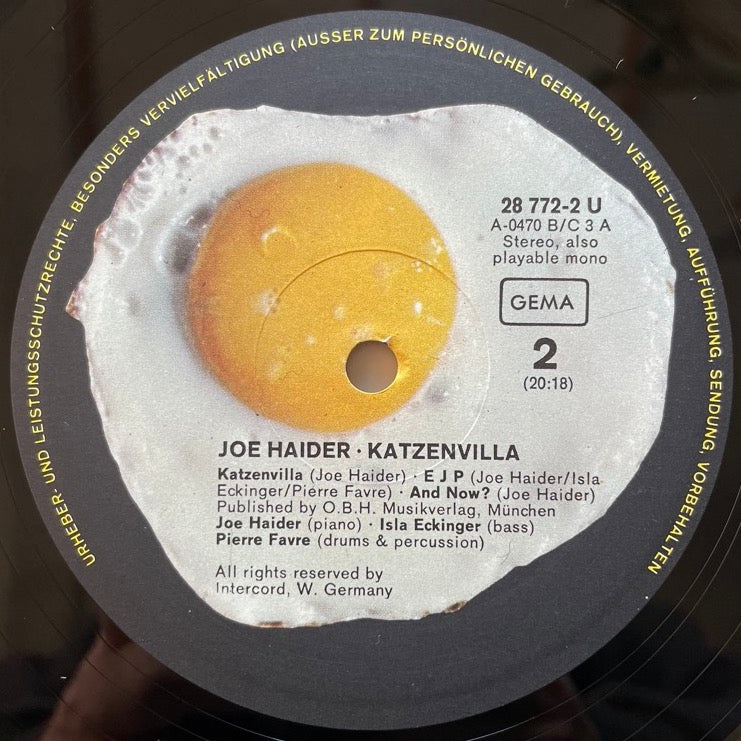 URHEBER- UND LEISTUNGSSCHUTZRECHTE, BESONDERS VERVIELFÄLTIGUNG (AUSSER ZUM PERSÖNLICHEN GEBRAUCH), VERMIETUNG, AUFFÜHRUNG, SENDUNG, VORBEHALTEN
28 772-2 U
A-0470 B/C 3 A
Stereo, also
playable mono
GEMA
2
(20:18)
JOE HAIDER · KATZENVILLA
Katzenvilla (Joe Haider) · E J P (Joe Haider/Isla
Eckinger/Pierre Favre) · And Now? (Joe Haider)
Published by O.B.H. Musikverlag, München
Joe Haider (piano) · Isla Eckinger (bass)
Pierre Favre (drums & percussion)
All rights reserved by
Intercord, W. Germany